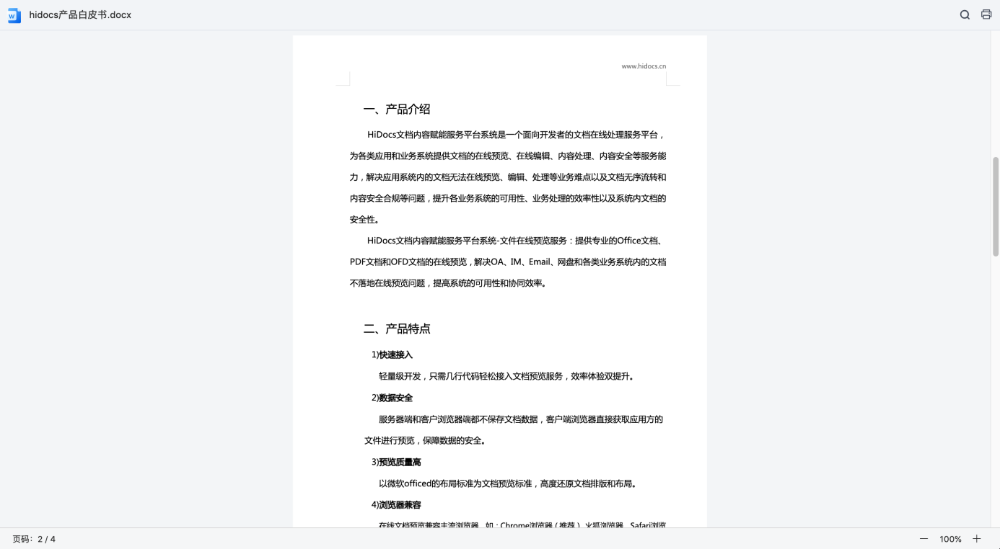 hidocs产品白皮书.docx
www.hidocs.cn
一、产品介绍
HiDocs文档内容赋能服务平台系统是一个面向开发者的文档在线处理服务平台，
为各类应用和业务系统提供文档的在线预览、在线编辑、内容处理、内容安全等服务能
力，解决应用系统内的文档无法在线预览、编辑、处理等业务难点以及文档无序流转和
内容安全合规等问题，提升各业务系统的可用性、业务处理的效率性以及系统内文档的
安全性。
HiDocs文档内容赋能服务平台系统-文件在线预览服务：提供专业的Office文档、
PDF文档和OFD文档的在线预览，解决OA、IM、Email、网盘和各类业务系统内的文档
不落地在线预览问题，提高系统的可用性和协同效率。
二、产品特点
1)快速接入
轻量级开发，只需几行代码轻松接入文档预览服务，效率体验双提升。
2)数据安全
服务器端和客户浏览器端都不保存文档数据，客户端浏览器直接获取应用方的
文件进行预览，保障数据的安全。
3)预览质量高
以微软officed的布局标准为文档预览标准，高度还原文档排版和布局。
4)浏览器兼容
在线文档预览兼容主流浏览器，如：Chrome浏览器（推荐）、火狐浏览器、Safari浏览
页码：2 / 4
100%